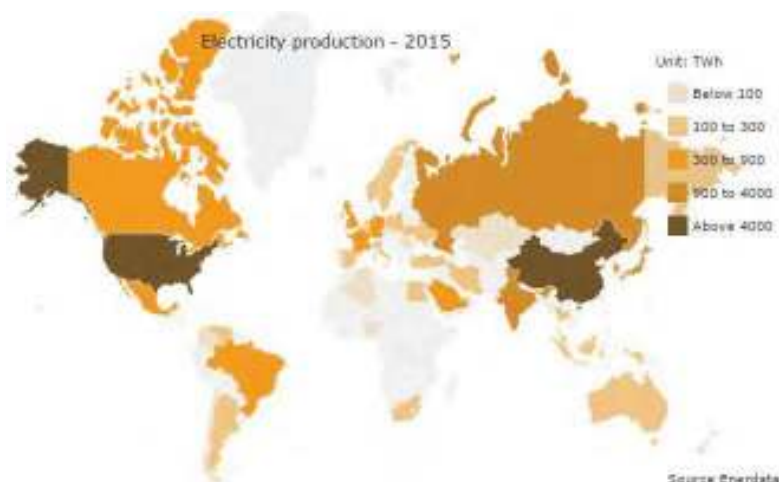 Electricity production - 2015
Unit: TWh
Below 100
100 to 300
300 to 900
900 to 4000
Above 4000
Source Enerdata